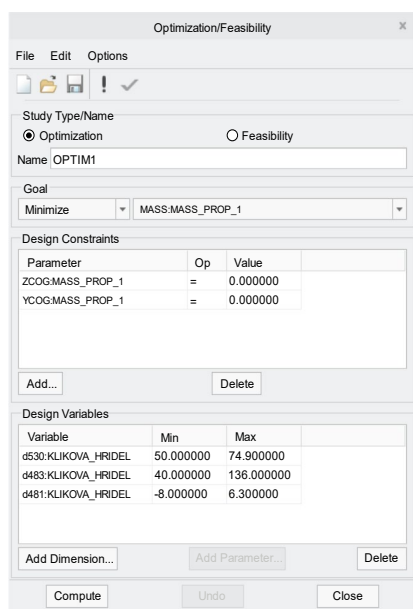 Optimization/Feasibility x
File Edit Options
Study Type/Name
Optimization Feasibility
Name OPTIM1
Goal
Minimize MASS:MASS_PROP_1
Design Constraints
Parameter Op Value
ZCOG:MASS_PROP_1 = 0.000000
YCOG:MASS_PROP_1 = 0.000000
Add... Delete
Design Variables
Variable Min Max
d530:KLIKOVA_HRIDEL 50.000000 74.900000
d483:KLIKOVA_HRIDEL 40.000000 136.000000
d481:KLIKOVA_HRIDEL -8.000000 6.300000
Add Dimension... Add Parameter... Delete
Compute Undo Close